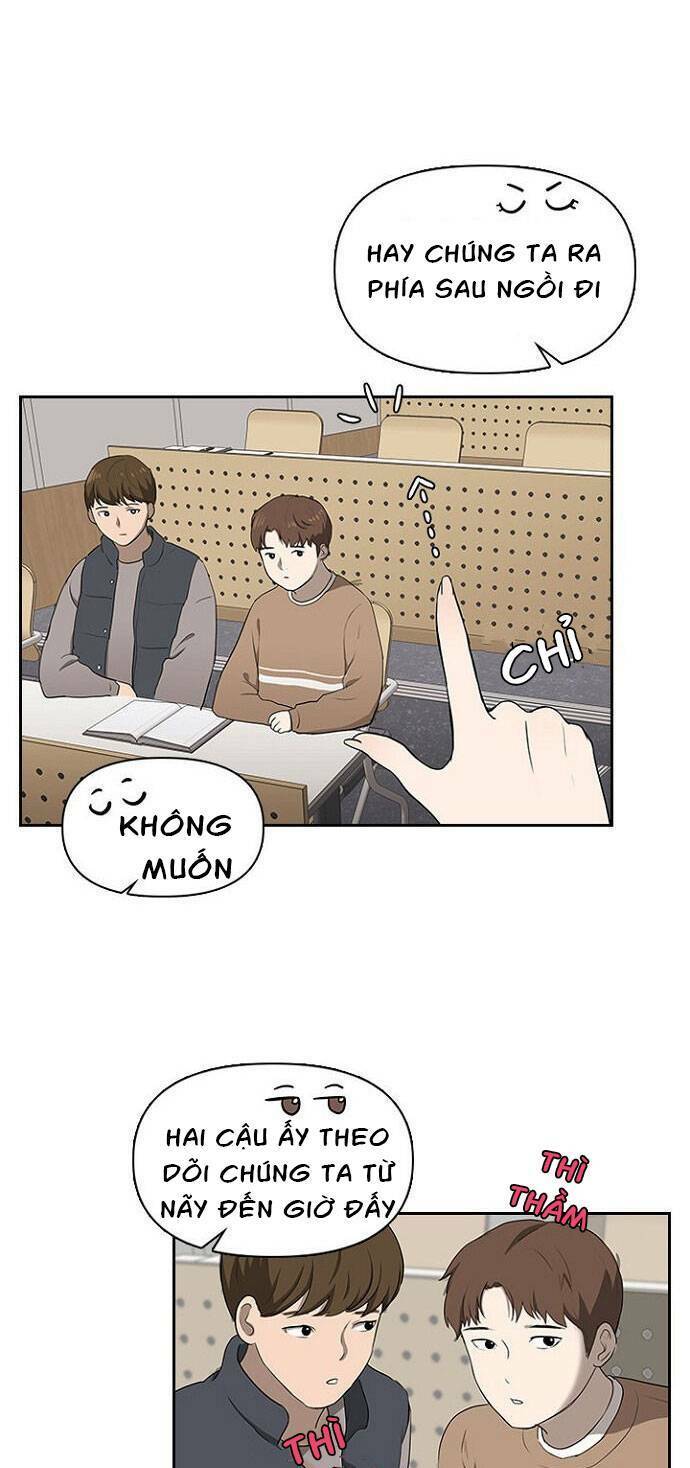 HAY CHÚNG TA RA
PHÍA SAU NGỒI ĐI
CHỈ
KHÔNG
MUỐN
HAI CẬU ẤY THEO
DÕI CHÚNG TA TỪ
NÃY ĐẾN GIỜ ĐẤY
THÌ
THẦM
THÌ